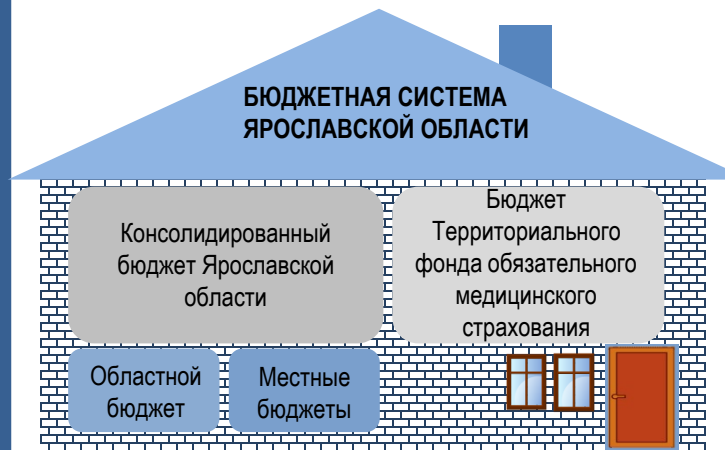 БЮДЖЕТНАЯ СИСТЕМА
ЯРОСЛАВСКОЙ ОБЛАСТИ
Консолидированный
бюджет Ярославской
области
Бюджет
Территориального
фонда обязательного
медицинского
страхования
Областной
бюджет
Местные
бюджеты